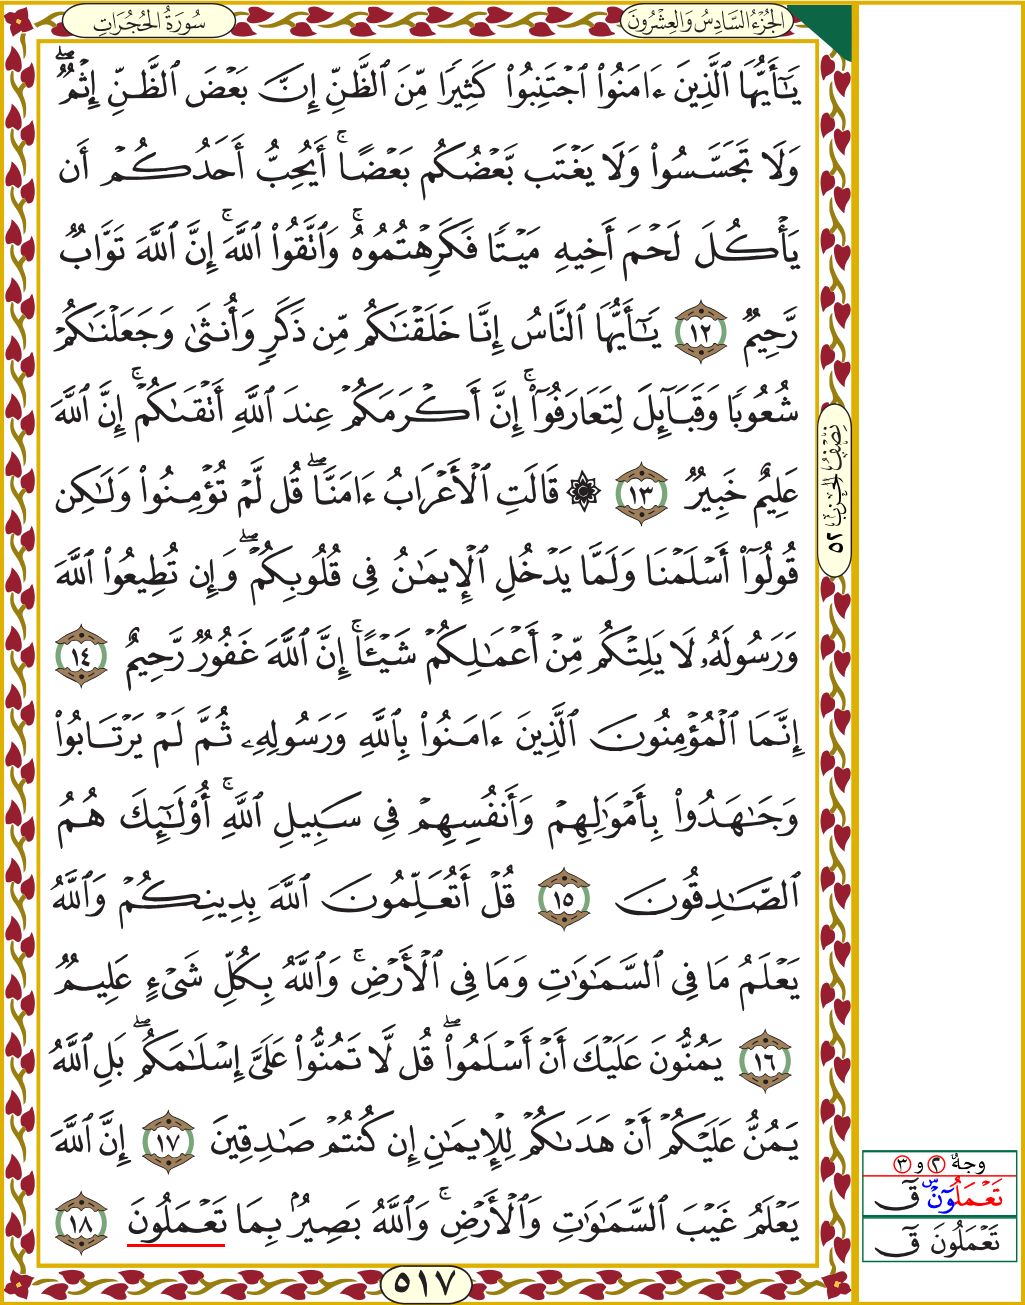 الجُزْءُ السَّادِسُ وَالعِشْرُونَ
سُورَةُ الحُجُرَاتِ
يَٰٓأَيُّهَا ٱلَّذِينَ ءَامَنُوا۟ ٱجْتَنِبُوا۟ كَثِيرًا مِّنَ ٱلظَّنِّ إِنَّ بَعْضَ ٱلظَّنِّ إِثْمٌ ۖ
وَلَا تَجَسَّسُوا۟ وَلَا يَغْتَب بَّعْضُكُم بَعْضًا ۚ أَيُحِبُّ أَحَدُكُمْ أَن
يَأْكُلَ لَحْمَ أَخِيهِ مَيْتًا فَكَرِهْتُمُوهُ ۚ وَٱتَّقُوا۟ ٱللَّهَ ۚ إِنَّ ٱللَّهَ تَوَّابٌ
رَّحِيمٌ ١٢ يَٰٓأَيُّهَا ٱلنَّاسُ إِنَّا خَلَقْنَٰكُم مِّن ذَكَرٍ وَأُنثَىٰ وَجَعَلْنَٰكُمْ
شُعُوبًا وَقَبَآئِلَ لِتَعَارَفُوٓا۟ ۚ إِنَّ أَكْرَمَكُمْ عِندَ ٱللَّهِ أَتْقَىٰكُمْ ۚ إِنَّ ٱللَّهَ
عَلِيمٌ خَبِيرٌ ١٣ ۞ قَالَتِ ٱلْأَعْرَابُ ءَامَنَّا ۖ قُل لَّمْ تُؤْمِنُوا۟ وَلَٰكِن
قُولُوٓا۟ أَسْلَمْنَا وَلَمَّا يَدْخُلِ ٱلْإِيمَٰنُ فِى قُلُوبِكُمْ ۖ وَإِن تُطِيعُوا۟ ٱللَّهَ
وَرَسُولَهُۥ لَا يَلِتْكُم مِّنْ أَعْمَٰلِكُمْ شَيْـًٔا ۚ إِنَّ ٱللَّهَ غَفُورٌ رَّحِيمٌ ١٤
إِنَّمَا ٱلْمُؤْمِنُونَ ٱلَّذِينَ ءَامَنُوا۟ بِٱللَّهِ وَرَسُولِهِۦ ثُمَّ لَمْ يَرْتَابُوا۟
وَجَٰهَدُوا۟ بِأَمْوَٰلِهِمْ وَأَنفُسِهِمْ فِى سَبِيلِ ٱللَّهِ ۚ أُو۟لَٰٓئِكَ هُمُ
ٱلصَّٰدِقُونَ ١٥ قُلْ أَتُعَلِّمُونَ ٱللَّهَ بِدِينِكُمْ وَٱللَّهُ
يَعْلَمُ مَا فِى ٱلسَّمَٰوَٰتِ وَمَا فِى ٱلْأَرْضِ ۚ وَٱللَّهُ بِكُلِّ شَىْءٍ عَلِيمٌ
١٦ يَمُنُّونَ عَلَيْكَ أَنْ أَسْلَمُوا۟ ۖ قُل لَّا تَمُنُّوا۟ عَلَىَّ إِسْلَٰمَكُم ۖ بَلِ ٱللَّهُ
يَمُنُّ عَلَيْكُمْ أَنْ هَدَىٰكُمْ لِلْإِيمَٰنِ إِن كُنتُمْ صَٰدِقِينَ ١٧ إِنَّ ٱللَّهَ
يَعْلَمُ غَيْبَ ٱلسَّمَٰوَٰتِ وَٱلْأَرْضِ ۚ وَٱللَّهُ بَصِيرٌۢ بِمَا تَعْمَلُونَ ١٨
٥١٧
نِصْفُ الحِزْبِ ٥٢
وجهُ ٢ و ٣
تَعْمَلُونَ ۜ قٓ
تَعْمَلُونَ قٓ